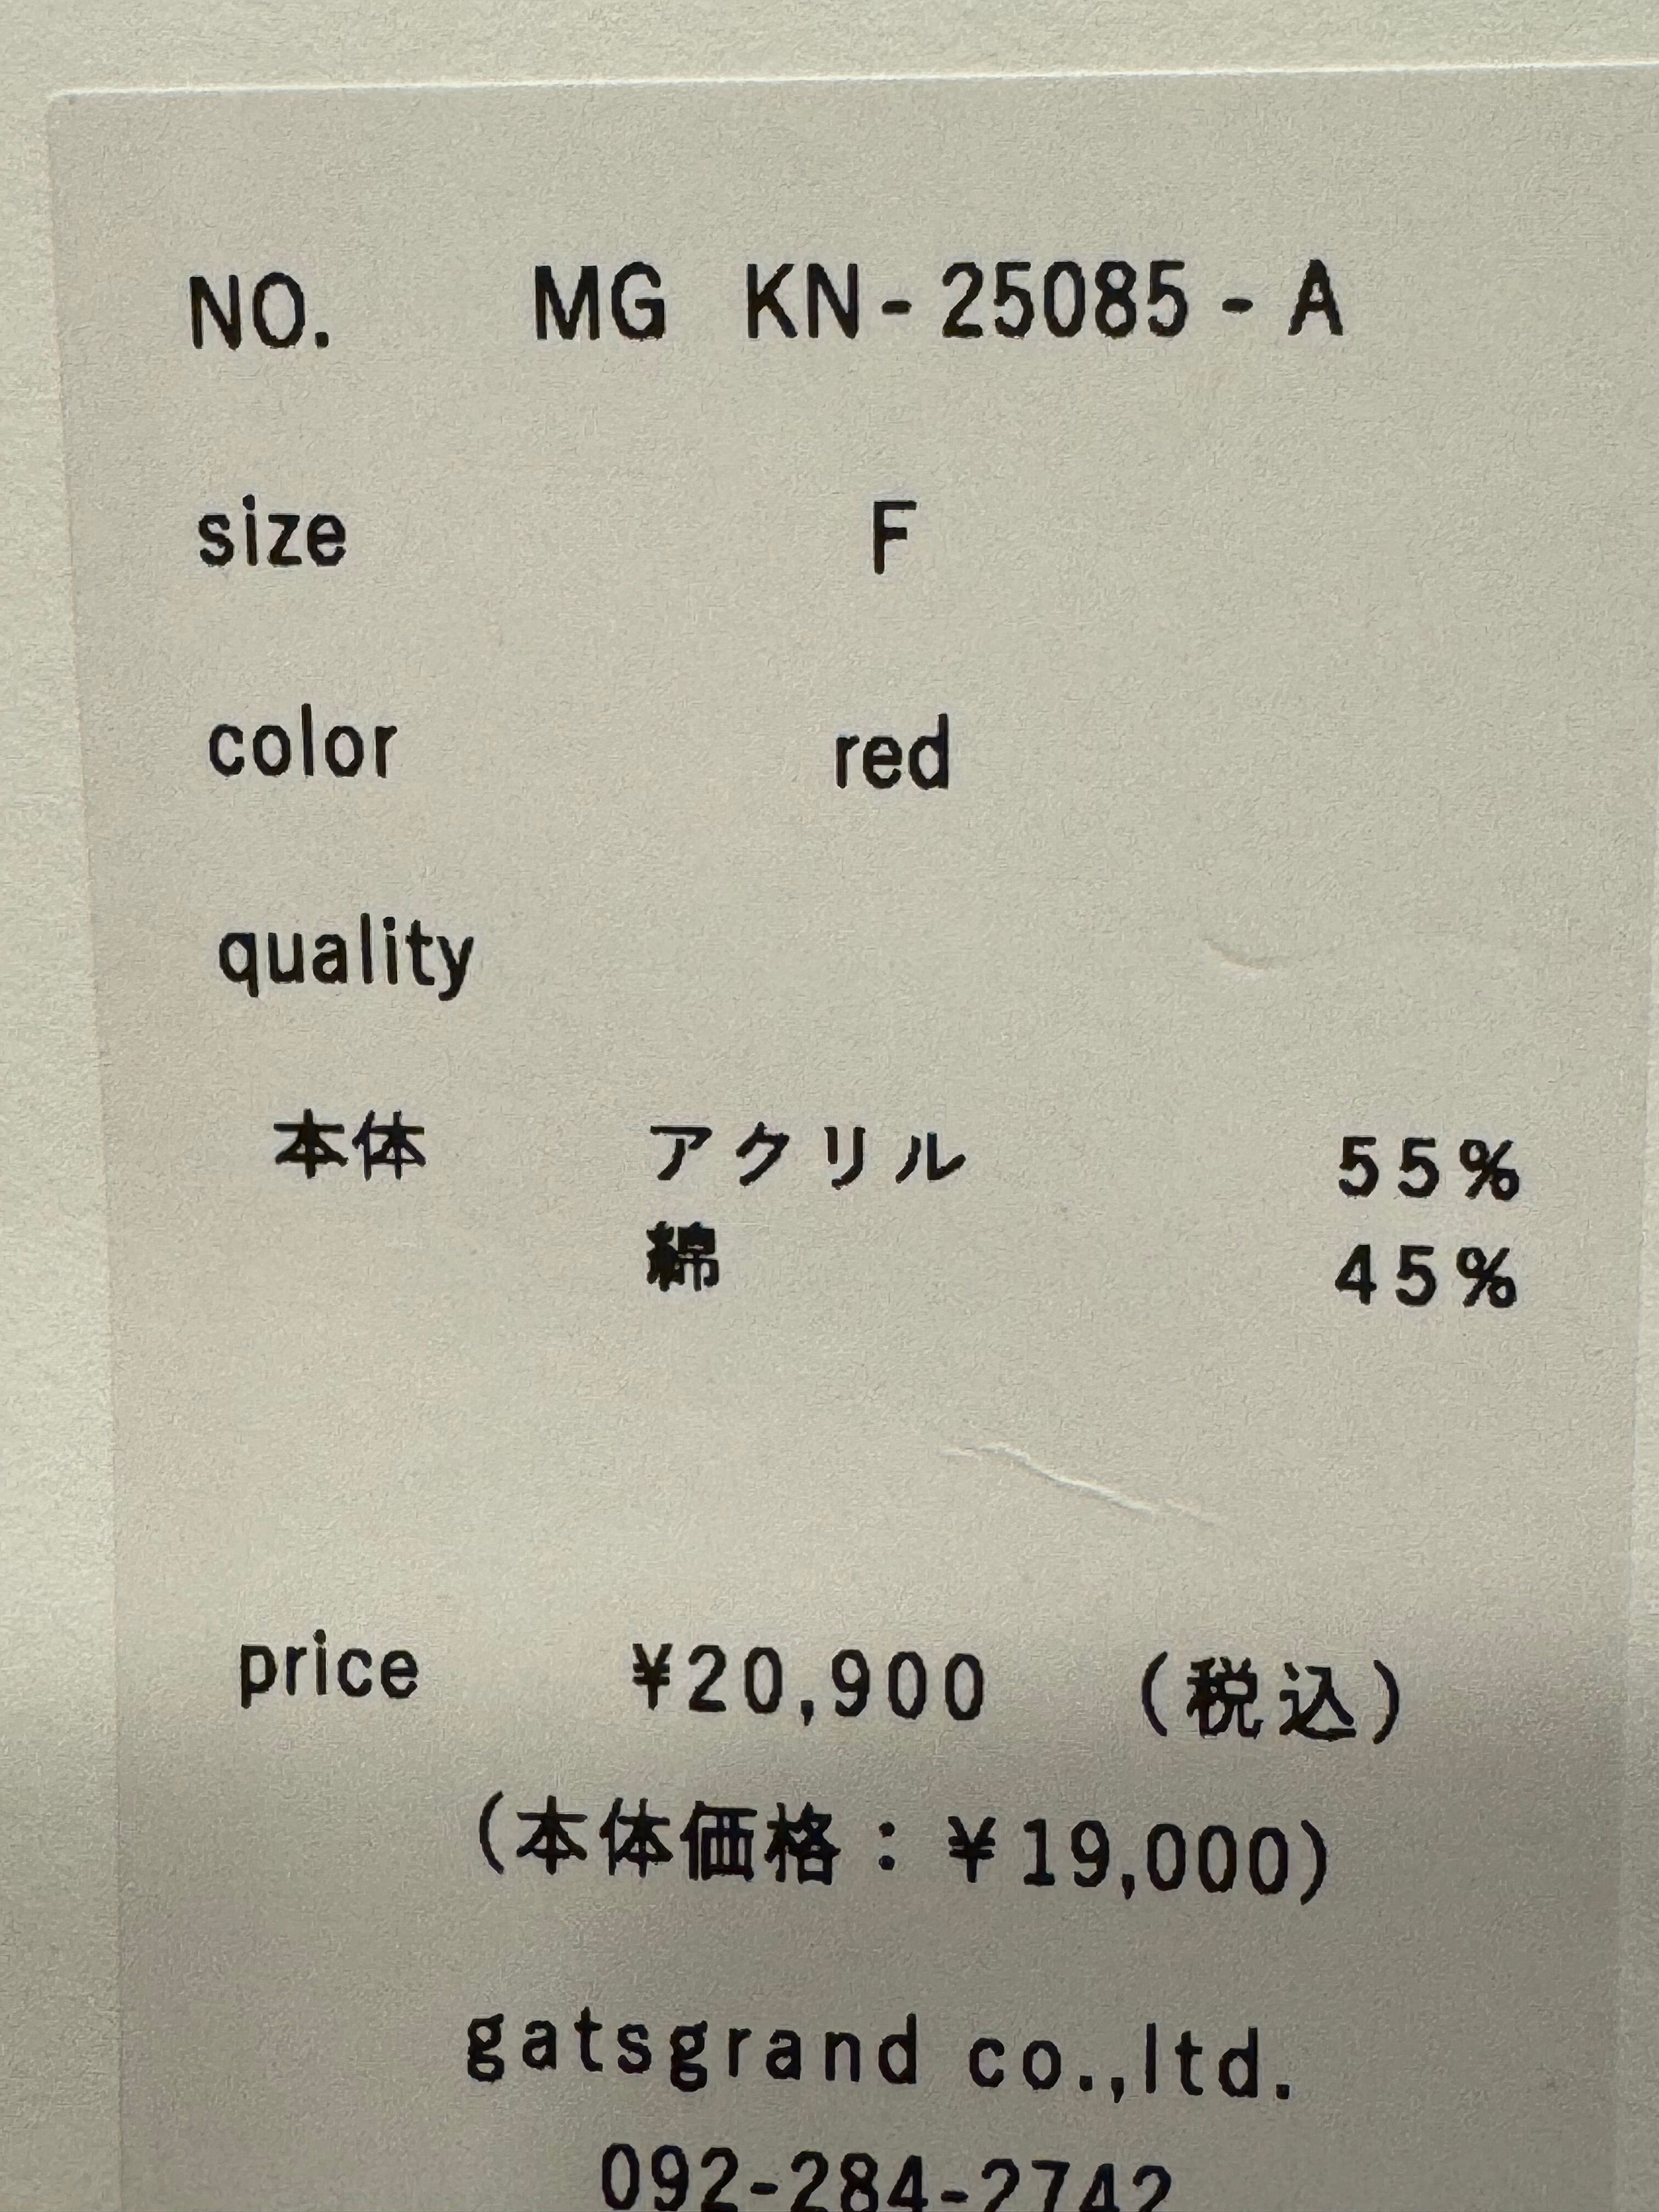 NO. MG KN-25085-A
size F
color red
quality
本体 アクリル 55%
綿 45%
price ¥20,900 (税込)
(本体価格：¥19,000)
gatsgrand co.,ltd.
092-284-2742